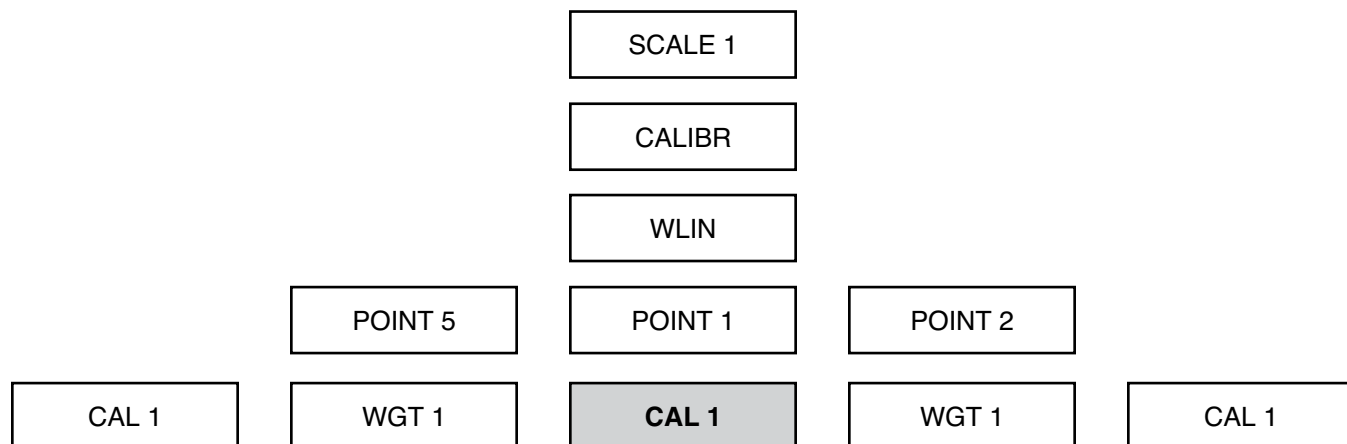 SCALE 1
CALIBR
WLIN
POINT 5 POINT 1 POINT 2
CAL 1 WGT 1 CAL 1 WGT 1 CAL 1